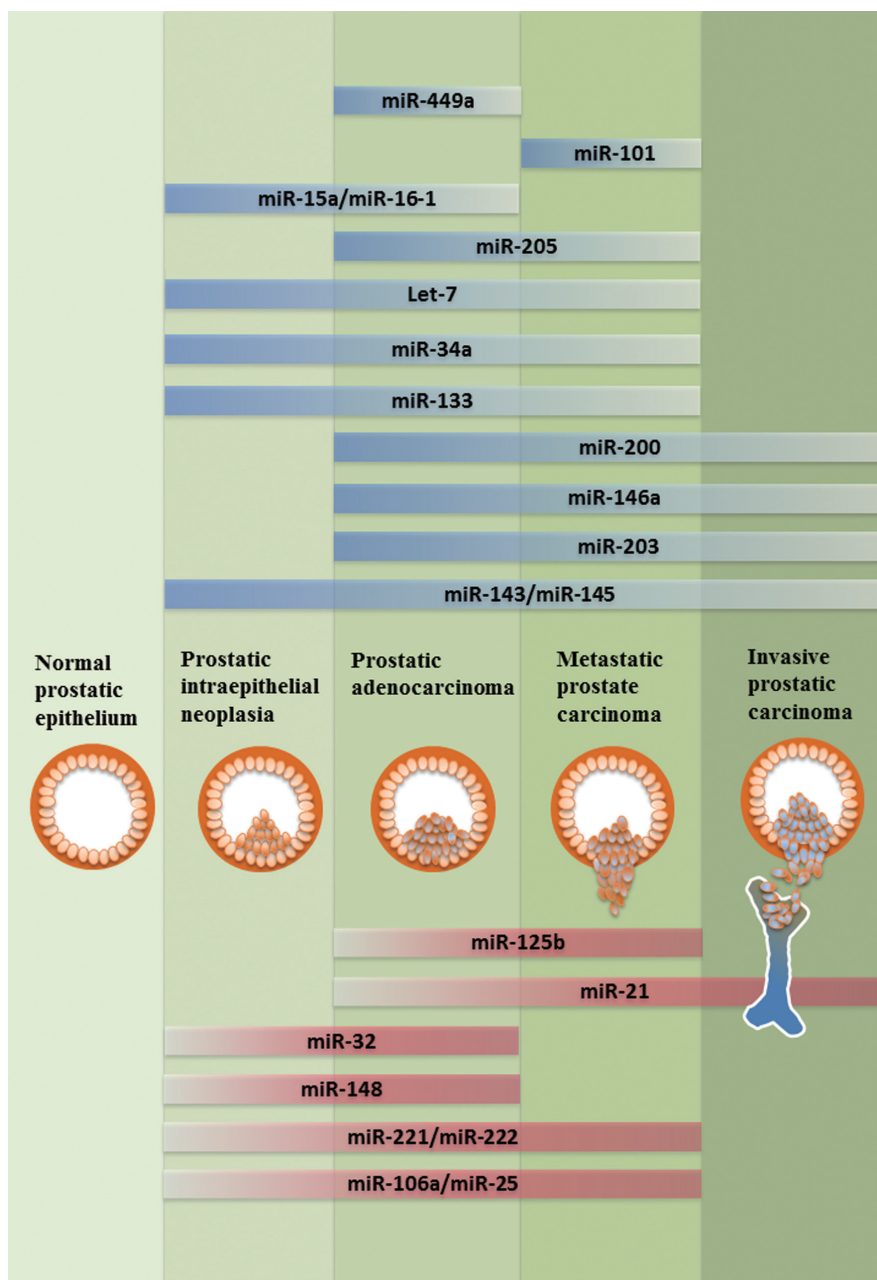 miR-449a
miR-101
miR-15a/miR-16-1
miR-205
Let-7
miR-34a
miR-133
miR-200
miR-146a
miR-203
miR-143/miR-145
Normal
prostatic
epithelium
Prostatic
intraepithelial
neoplasia
Prostatic
adenocarcinoma
Metastatic
prostate
carcinoma
Invasive
prostatic
carcinoma
miR-125b
miR-21
miR-32
miR-148
miR-221/miR-222
miR-106a/miR-25